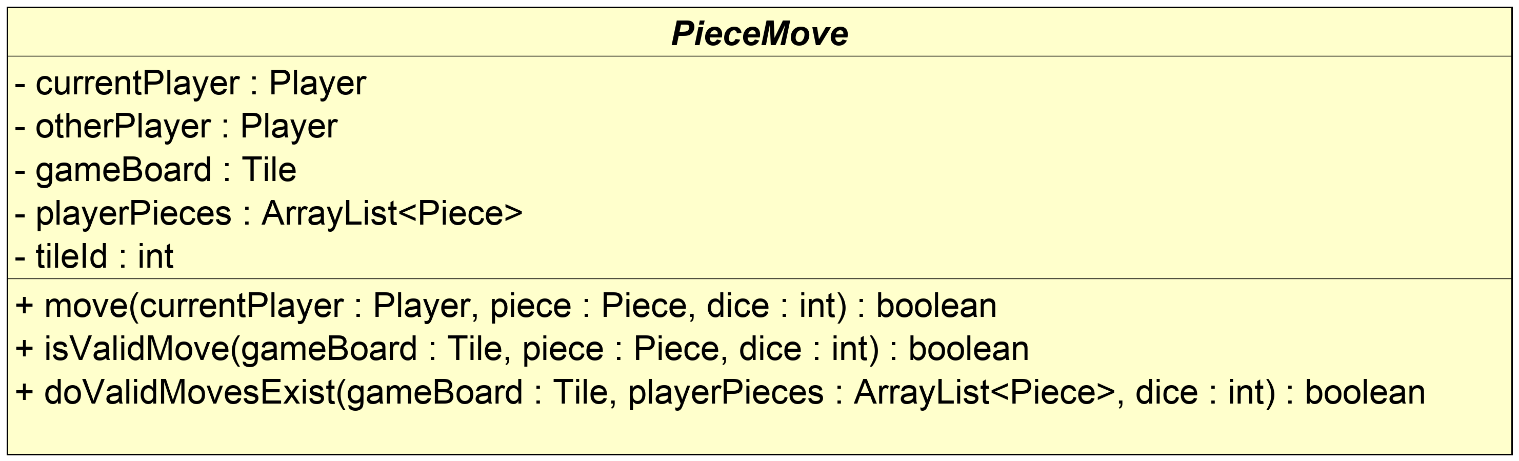 PieceMove
- currentPlayer : Player
- otherPlayer : Player
- gameBoard : Tile
- playerPieces : ArrayList<Piece>
- tileId : int
+ move(currentPlayer : Player, piece : Piece, dice : int) : boolean
+ isValidMove(gameBoard : Tile, piece : Piece, dice : int) : boolean
+ doValidMovesExist(gameBoard : Tile, playerPieces : ArrayList<Piece>, dice : int) : boolean